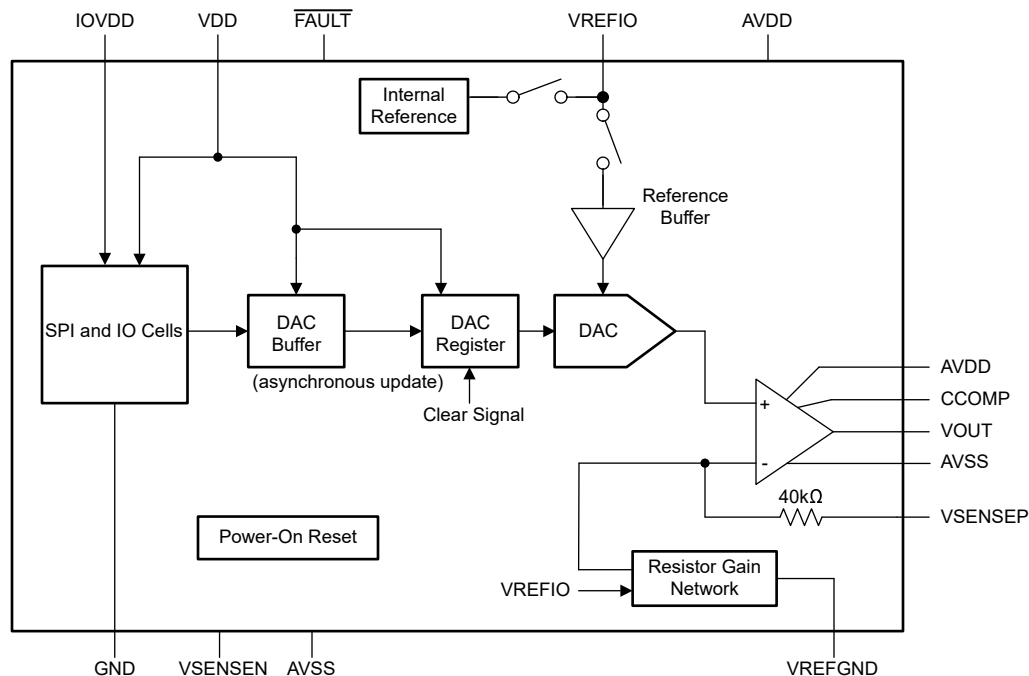 IOVDD
VDD
FAULT
VREFIO
AVDD
Internal
Reference
Reference
Buffer
SPI and IO Cells
DAC
Buffer
DAC
Register
DAC
(asynchronous update)
Clear Signal
+
-
AVDD
CCOMP
VOUT
AVSS
40kΩ
VSENSEP
Power-On Reset
Resistor Gain
Network
VREFIO
GND
VSENSEN
AVSS
VREFGND